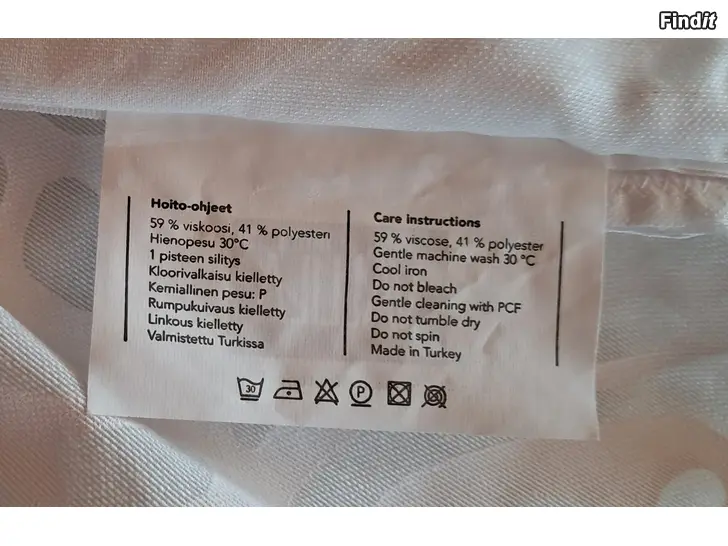 Findit
Hoito-ohjeet
59 % viskoosi, 41 % polyesteri
Hienopesu 30°C
1 pisteen silitys
Kloorivalkaisu kielletty
Kemiallinen pesu: P
Rumpukuivaus kielletty
Linkous kielletty
Valmistettu Turkissa
Care instructions
59 % viscose, 41 % polyester
Gentle machine wash 30 °C
Cool iron
Do not bleach
Gentle cleaning with PCF
Do not tumble dry
Do not spin
Made in Turkey
30
P